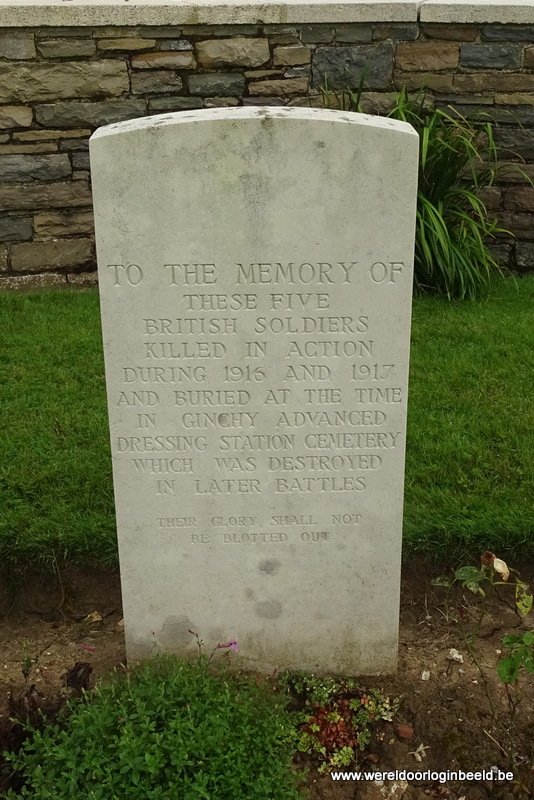 TO THE MEMORY OF
THESE FIVE
BRITISH SOLDIERS
KILLED IN ACTION
DURING 1916 AND 1917
AND BURIED AT THE TIME
IN GINCHY ADVANCED
DRESSING STATION CEMETERY
WHICH WAS DESTROYED
IN LATER BATTLES
THEIR GLORY SHALL NOT
BE BLOTTED OUT
www.wereldoorloginbeeld.be